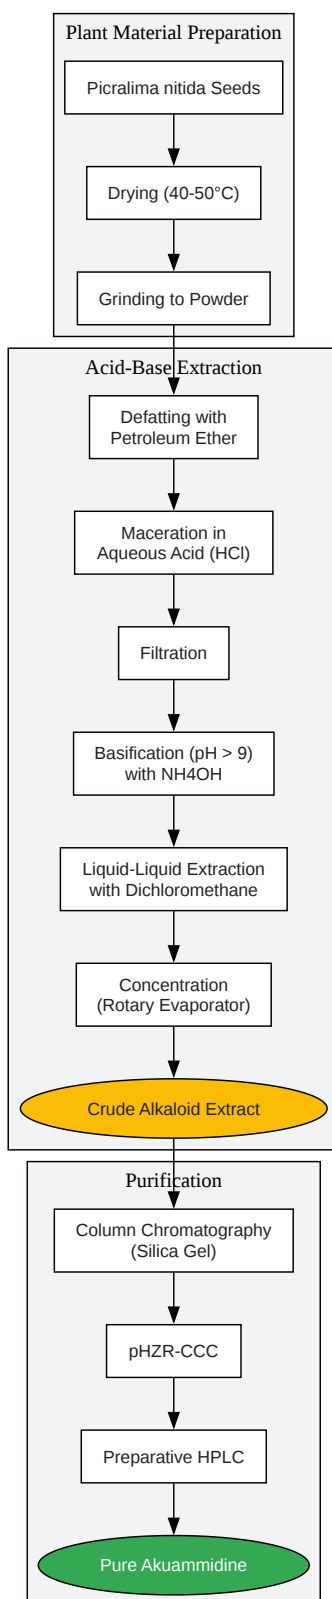 Plant Material Preparation
Picralima nitida Seeds
Drying (40-50°C)
Grinding to Powder
Acid-Base Extraction
Defatting with
Petroleum Ether
Maceration in
Aqueous Acid (HCl)
Filtration
Basification (pH > 9)
with NH4OH
Liquid-Liquid Extraction
with Dichloromethane
Concentration
(Rotary Evaporator)
Crude Alkaloid Extract
Purification
Column Chromatography
(Silica Gel)
pHZR-CCC
Preparative HPLC
Pure Akuammidine